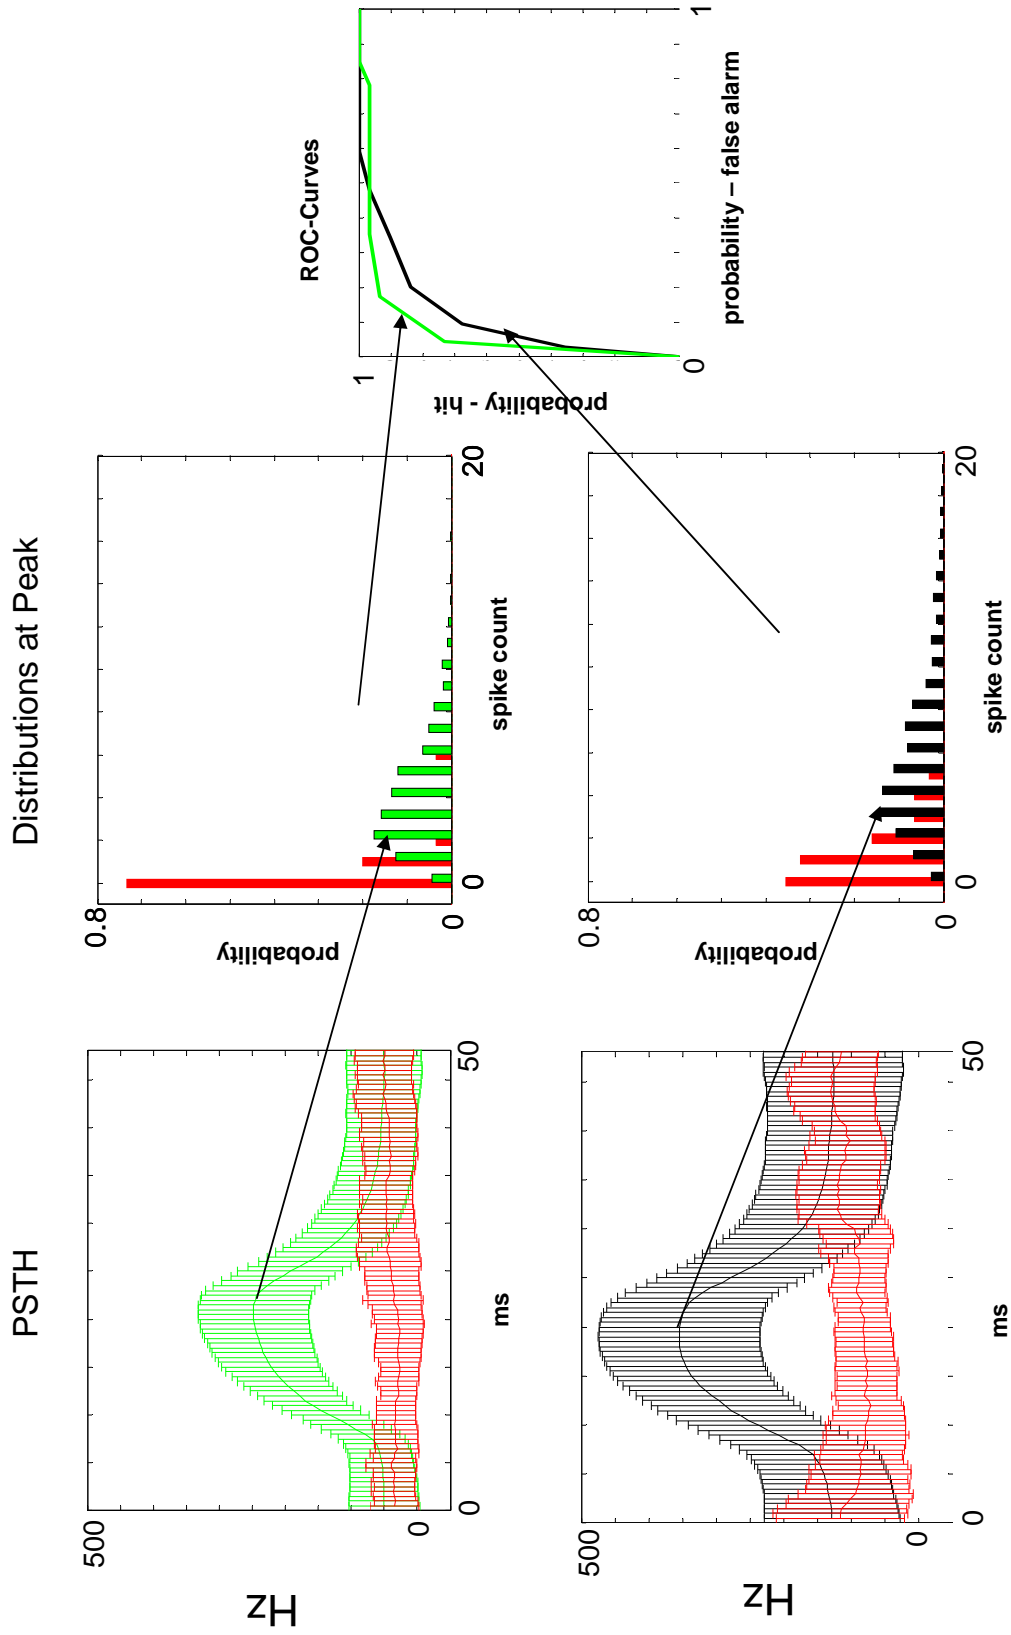 PSTH
Distributions at Peak
500
Hz
0
0
50
ms
0.8
probability
0
0
20
spike count
ROC-Curves
1
probability - hit
0
1
probability – false alarm
500
Hz
0
0
50
ms
0.8
probability
0
0
20
spike count